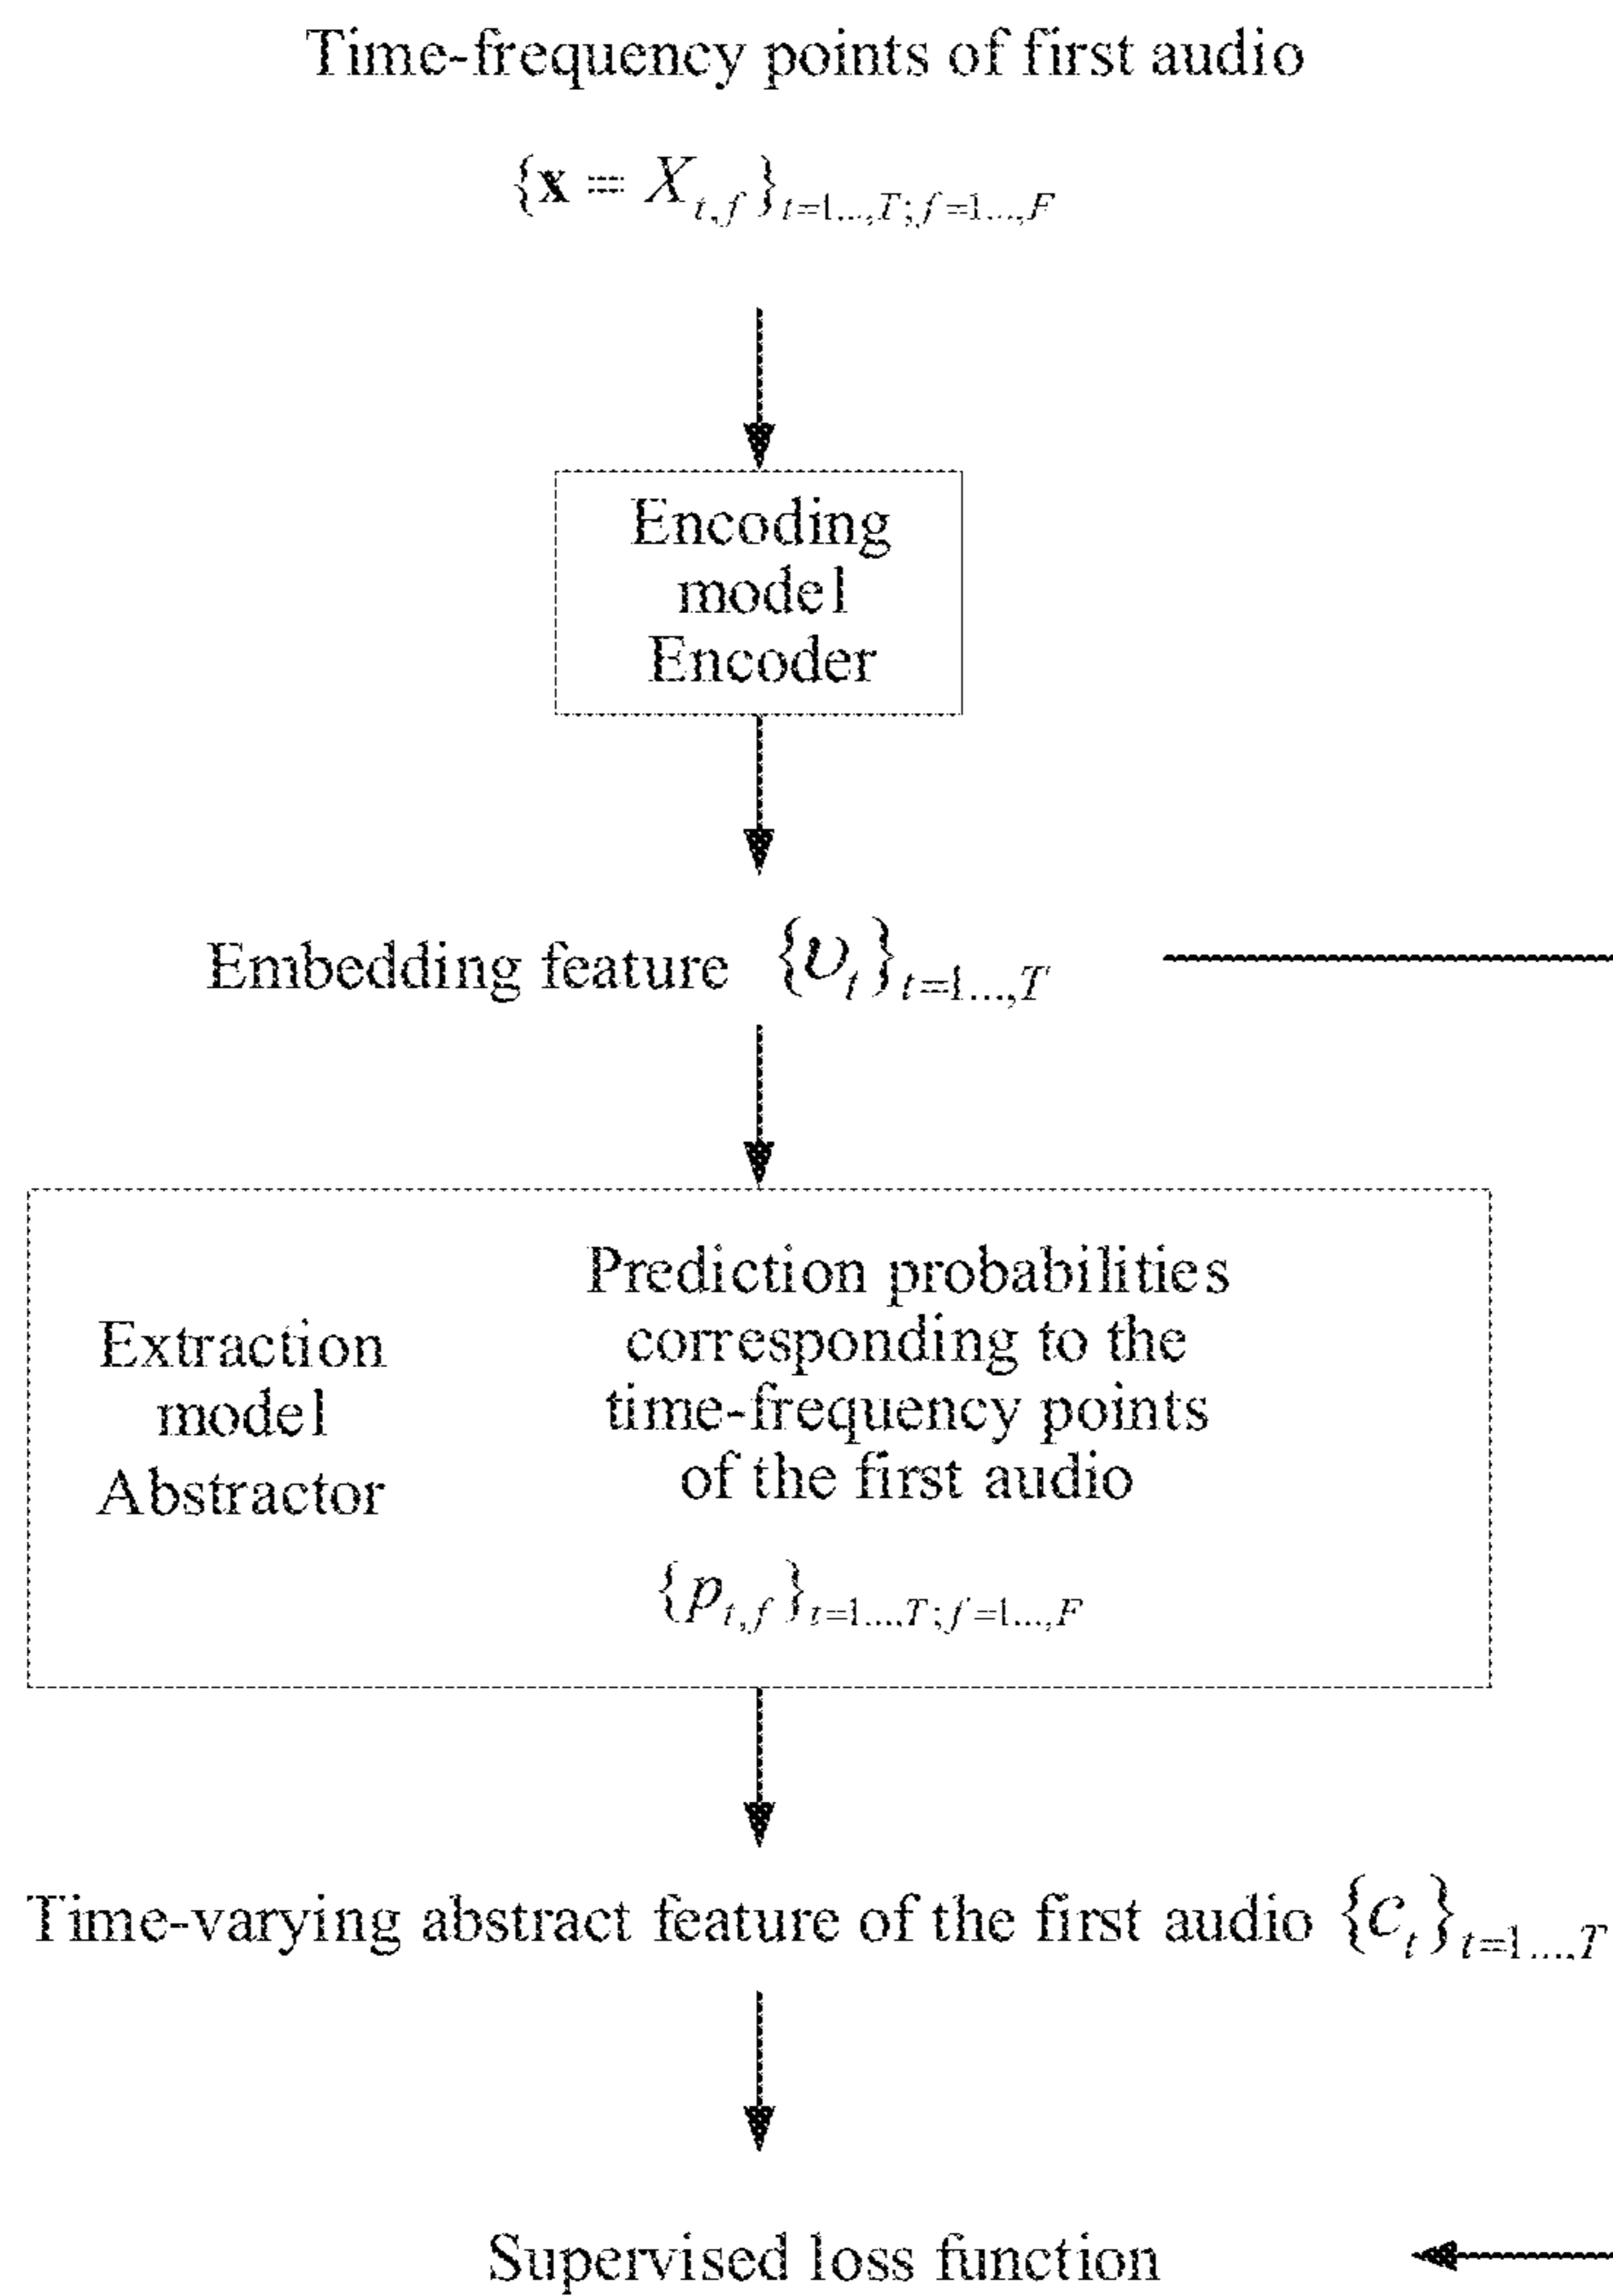 Time-frequency points of first audio
{x = X_{t,f}}_{t=1...,T;f=1...,F}
Encoding
model
Encoder
Embedding feature {υ_t}_{t=1...,T}
Extraction
model
Abstractor
Prediction probabilities
corresponding to the
time-frequency points
of the first audio
{p_{t,f}}_{t=1...,T;f=1...,F}
Time-varying abstract feature of the first audio {c_t}_{t=1...,T}
Supervised loss function